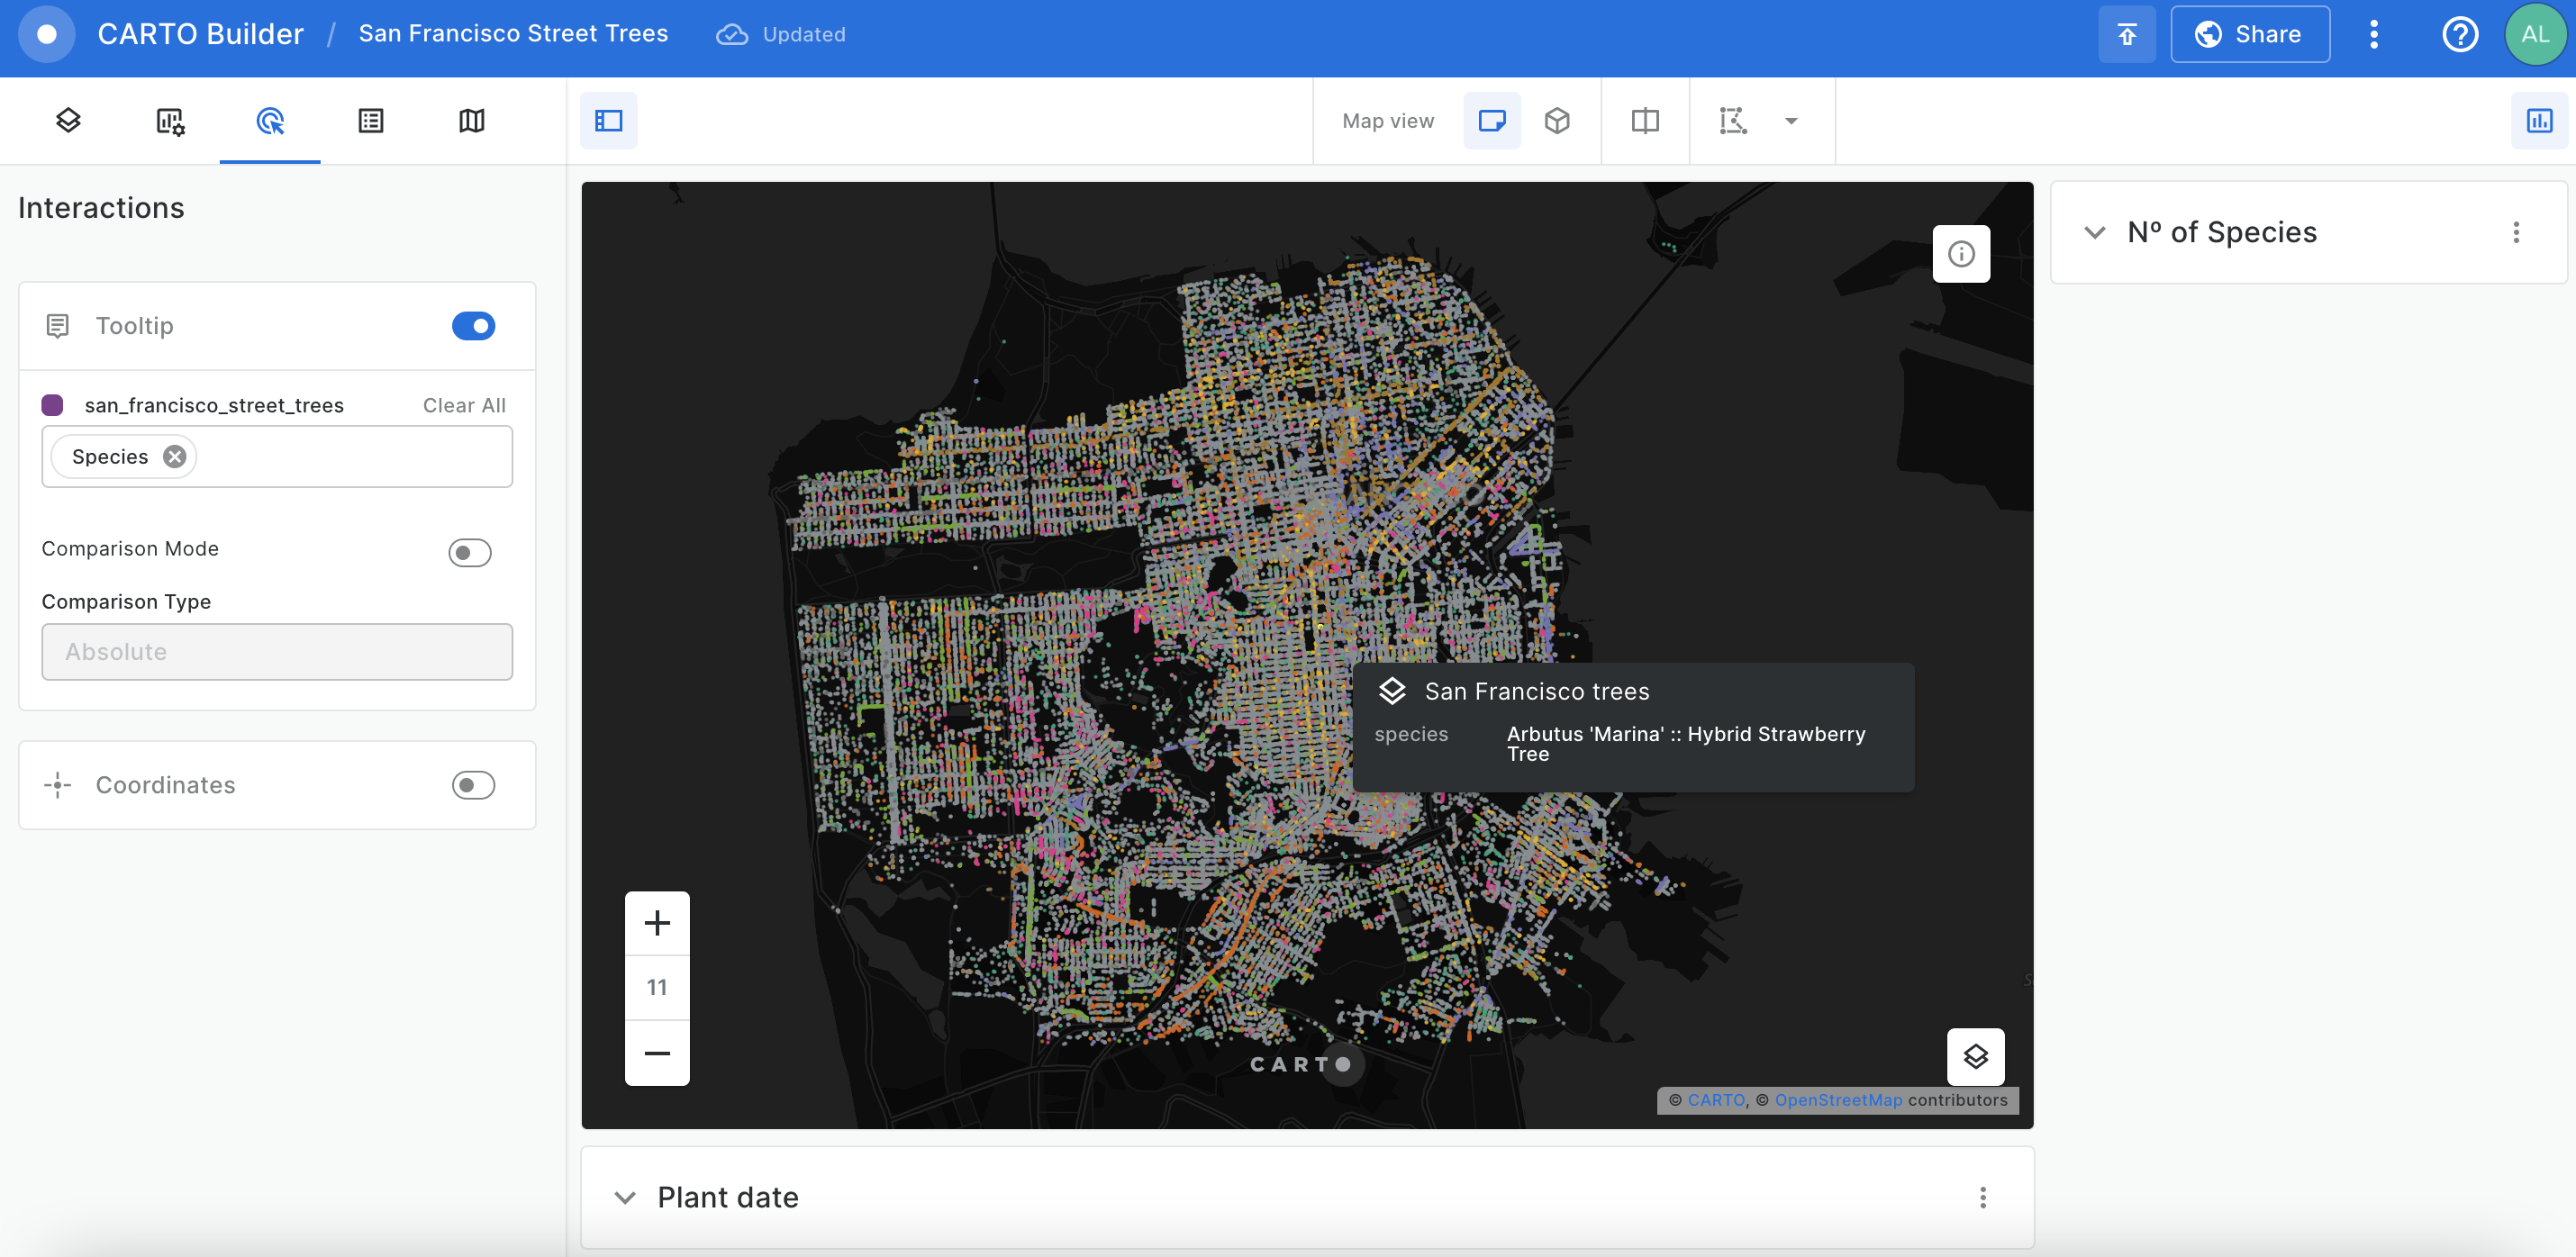 CARTO Builder / San Francisco Street Trees Updated
Share
AL
Map view
Interactions
Tooltip
san_francisco_street_trees Clear All
Species
Comparison Mode
Comparison Type
Absolute
Coordinates
San Francisco trees
species Arbutus 'Marina' :: Hybrid Strawberry
Tree
11
CARTO
© CARTO, © OpenStreetMap contributors
Nº of Species
Plant date